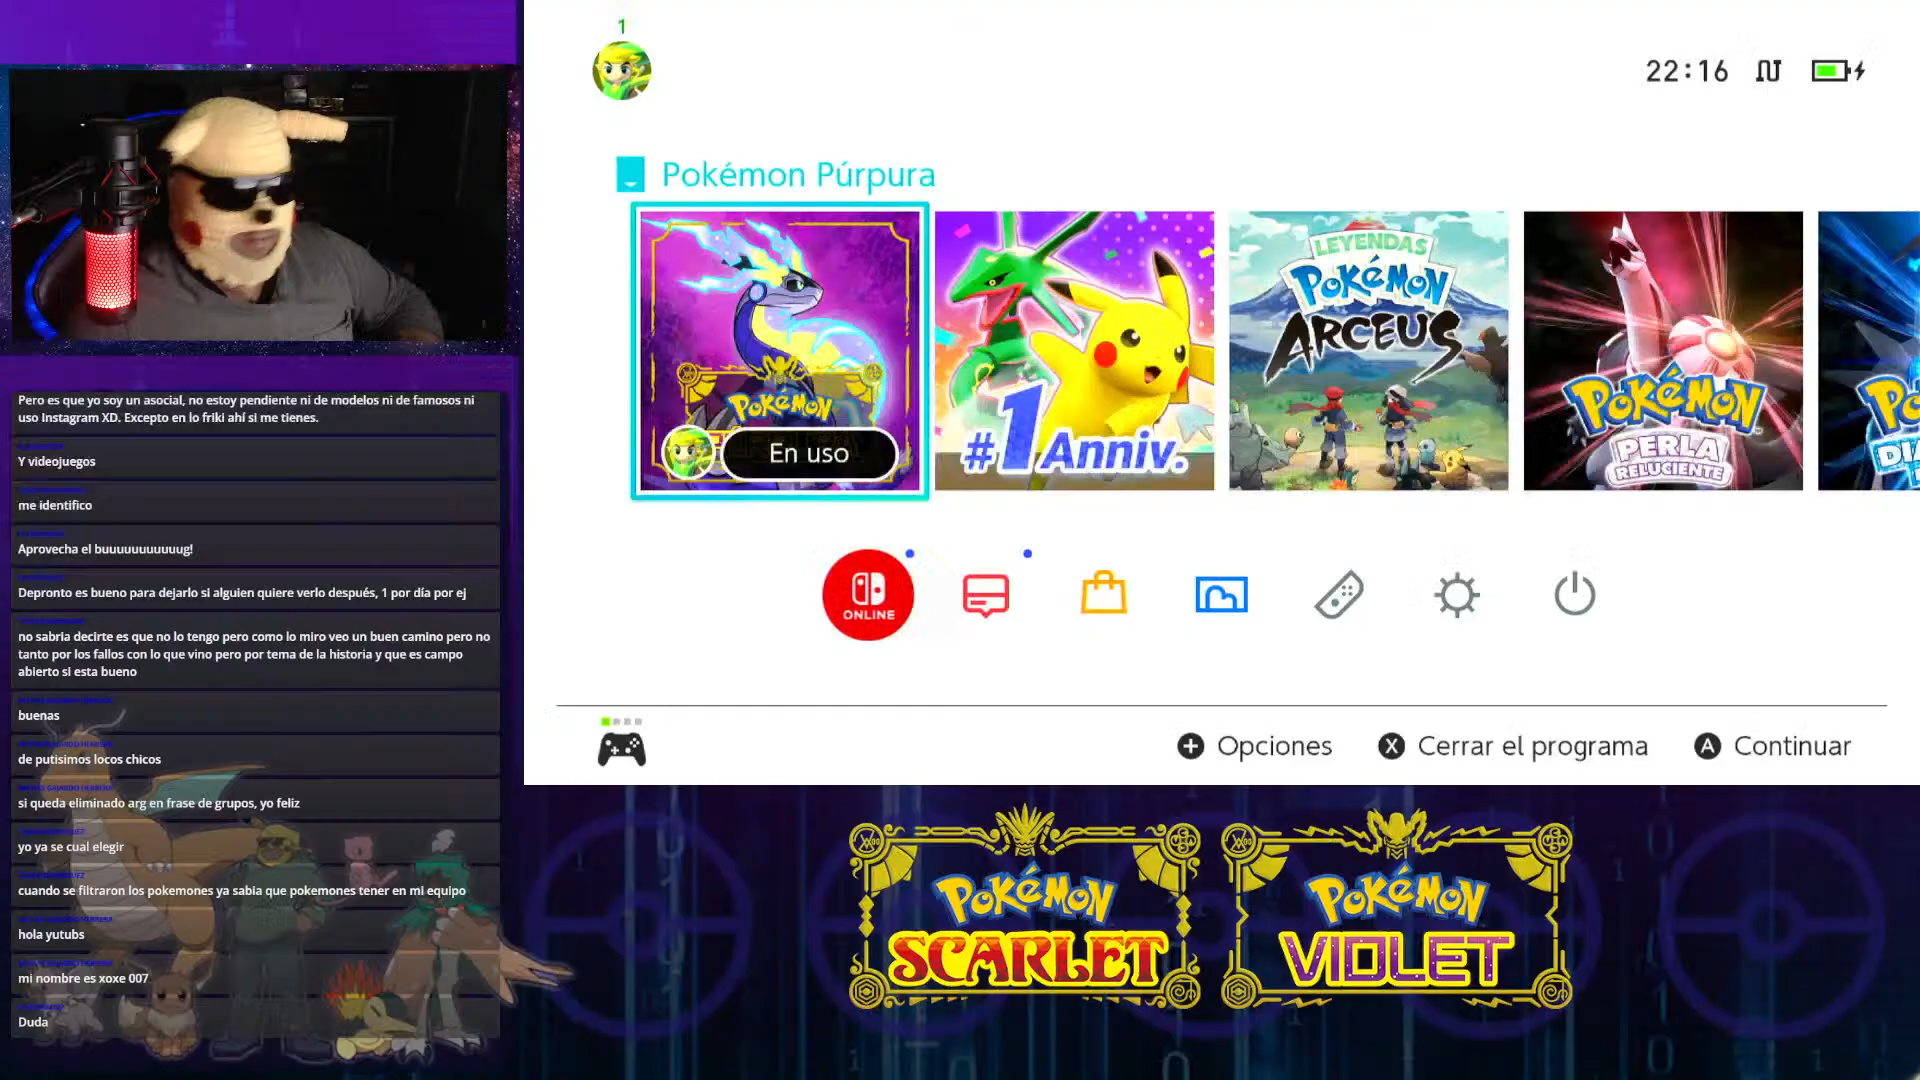 1
22:16
Pokémon Púrpura
POKéMON
En uso
#1 Anniv.
LEYENDAS
POKéMON
ARCEUS
POKéMON
PERLA
RELUCIENTE
ONLINE
Opciones
Cerrar el programa
Continuar
Pero es que yo soy un asocial, no estoy pendiente ni de modelos ni de famosos ni
uso Instagram XD. Excepto en lo friki ahí si me tienes.
Y videojuegos
me identifico
Aprovecha el buuuuuuuuuuug!
Depronto es bueno para dejarlo si alguien quiere verlo después, 1 por día por ej
no sabria decirte es que no lo tengo pero como lo miro veo un buen camino pero no
tanto por los fallos con lo que vino pero por tema de la historia y que es campo
abierto si esta bueno
buenas
de putisimos locos chicos
si queda eliminado arg en frase de grupos, yo feliz
yo ya se cual elegir
cuando se filtraron los pokemones ya sabia que pokemones tener en mi equipo
hola yutubs
mi nombre es xoxe 007
Duda
POKéMON
SCARLET
POKéMON
VIOLET